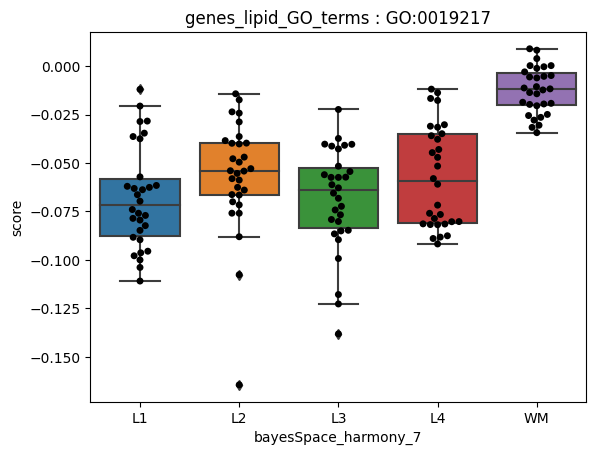 genes_lipid_GO_terms : GO:0019217
score
0.000
−0.025
−0.050
−0.075
−0.100
−0.125
−0.150
L1 L2 L3 L4 WM
bayesSpace_harmony_7